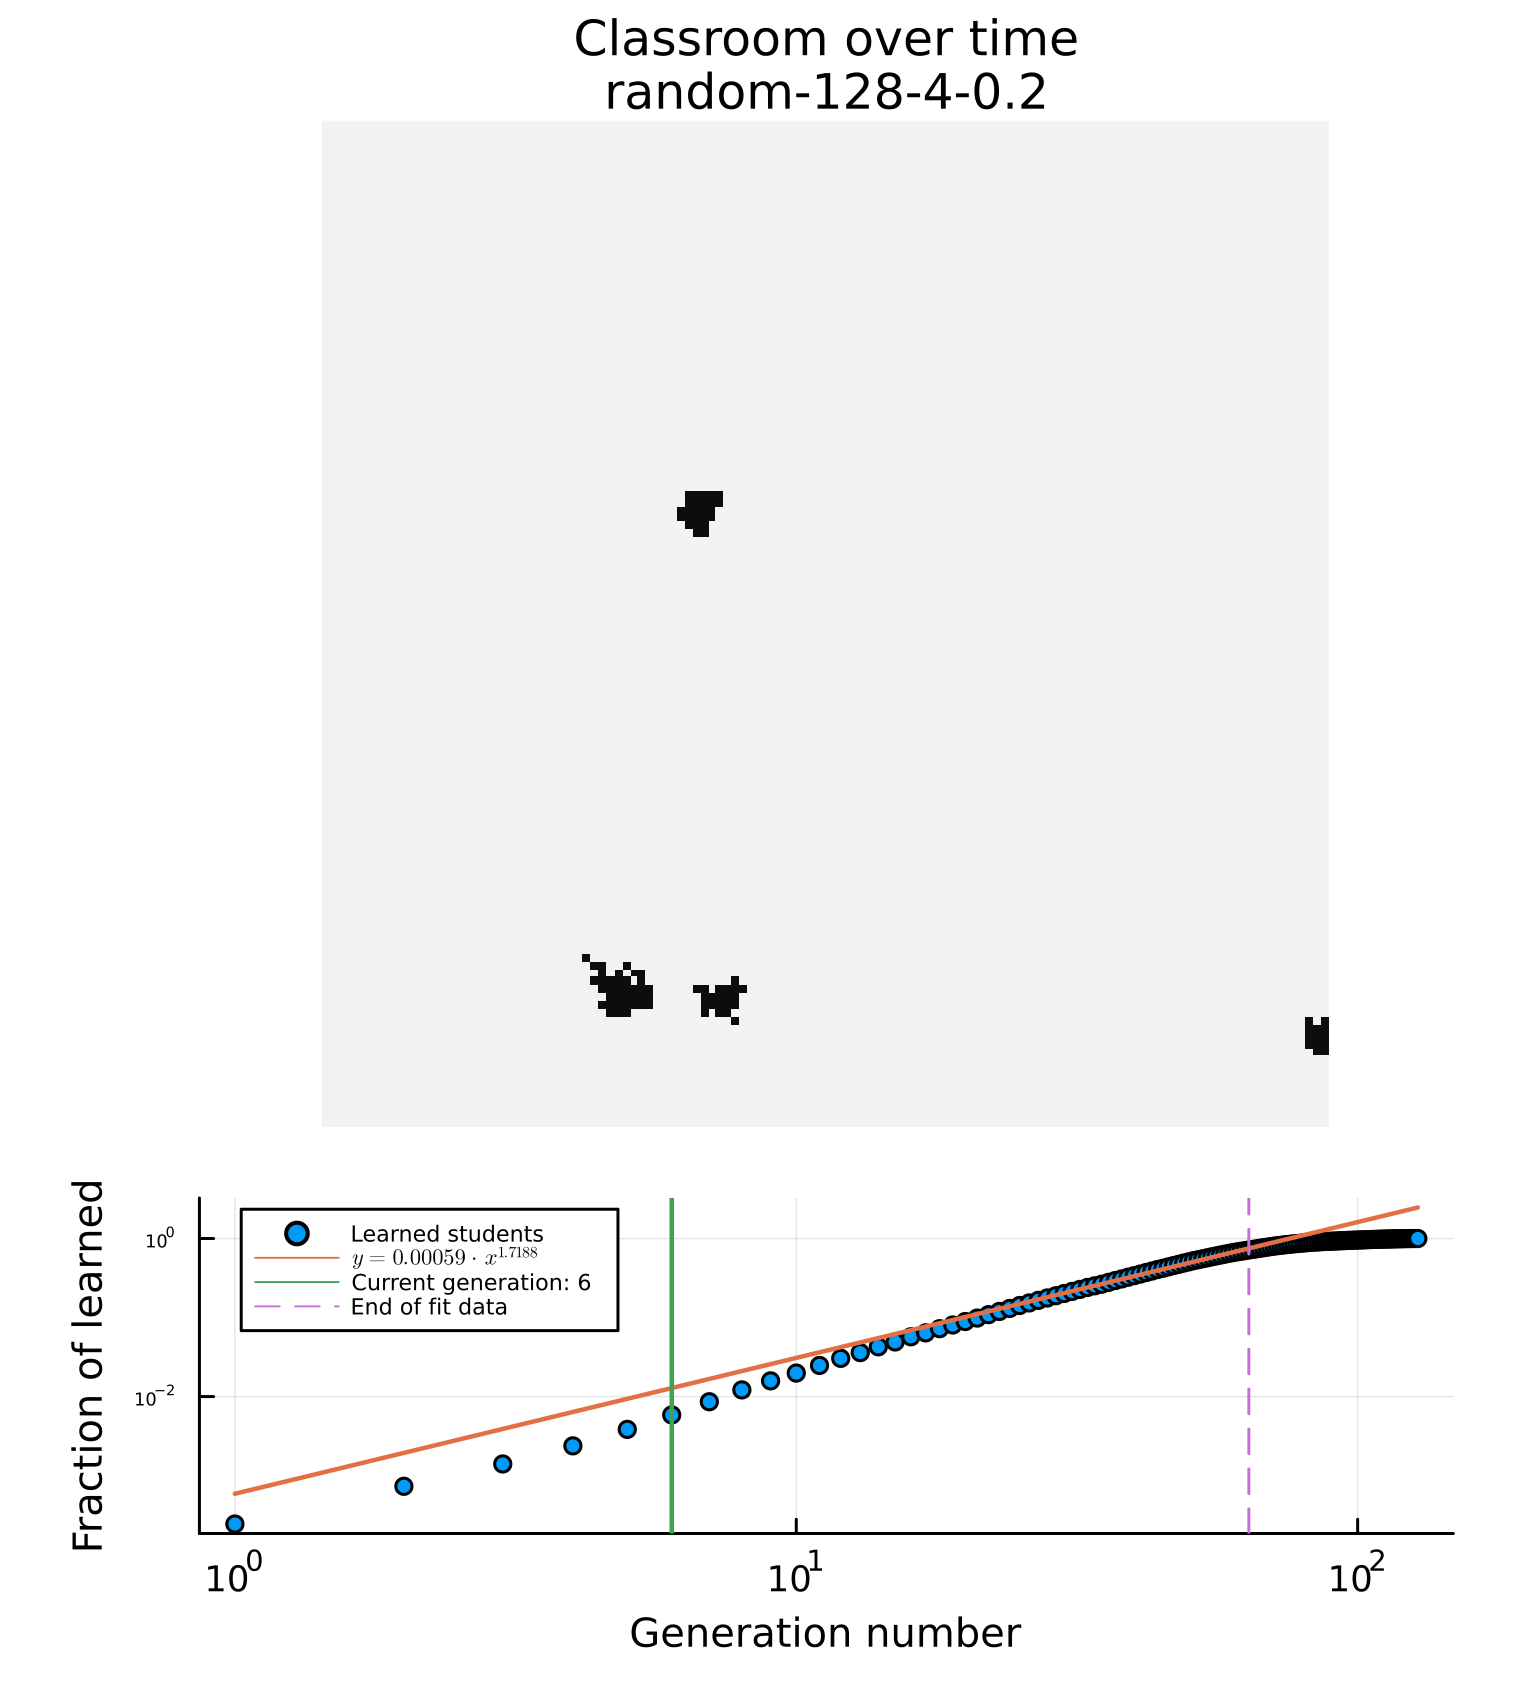 Classroom over time
random-128-4-0.2
Fraction of learned
10^0
10^−2
Learned students
y = 0.00059 · x^1.7188
Current generation: 6
End of fit data
10^0 10^1 10^2
Generation number